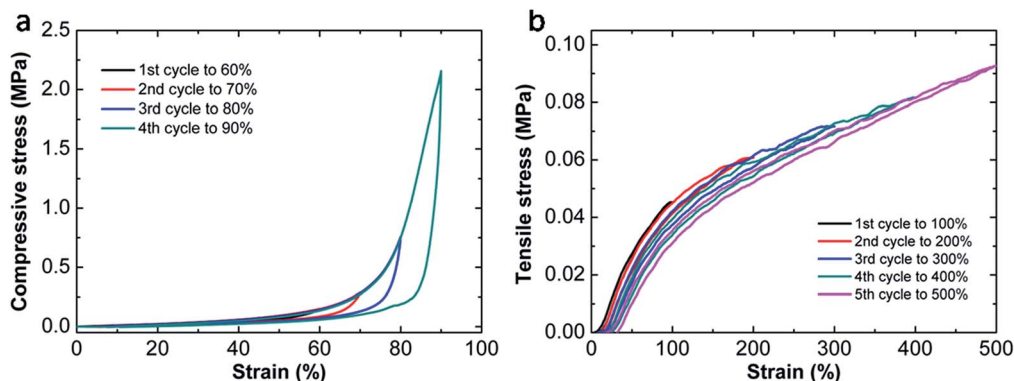 a
Compressive stress (MPa)
2.5
2.0
1.5
1.0
0.5
0.0
1st cycle to 60%
2nd cycle to 70%
3rd cycle to 80%
4th cycle to 90%
0 20 40 60 80 100
Strain (%)
b
Tensile stress (MPa)
0.10
0.08
0.06
0.04
0.02
0.00
1st cycle to 100%
2nd cycle to 200%
3rd cycle to 300%
4th cycle to 400%
5th cycle to 500%
0 100 200 300 400 500
Strain (%)